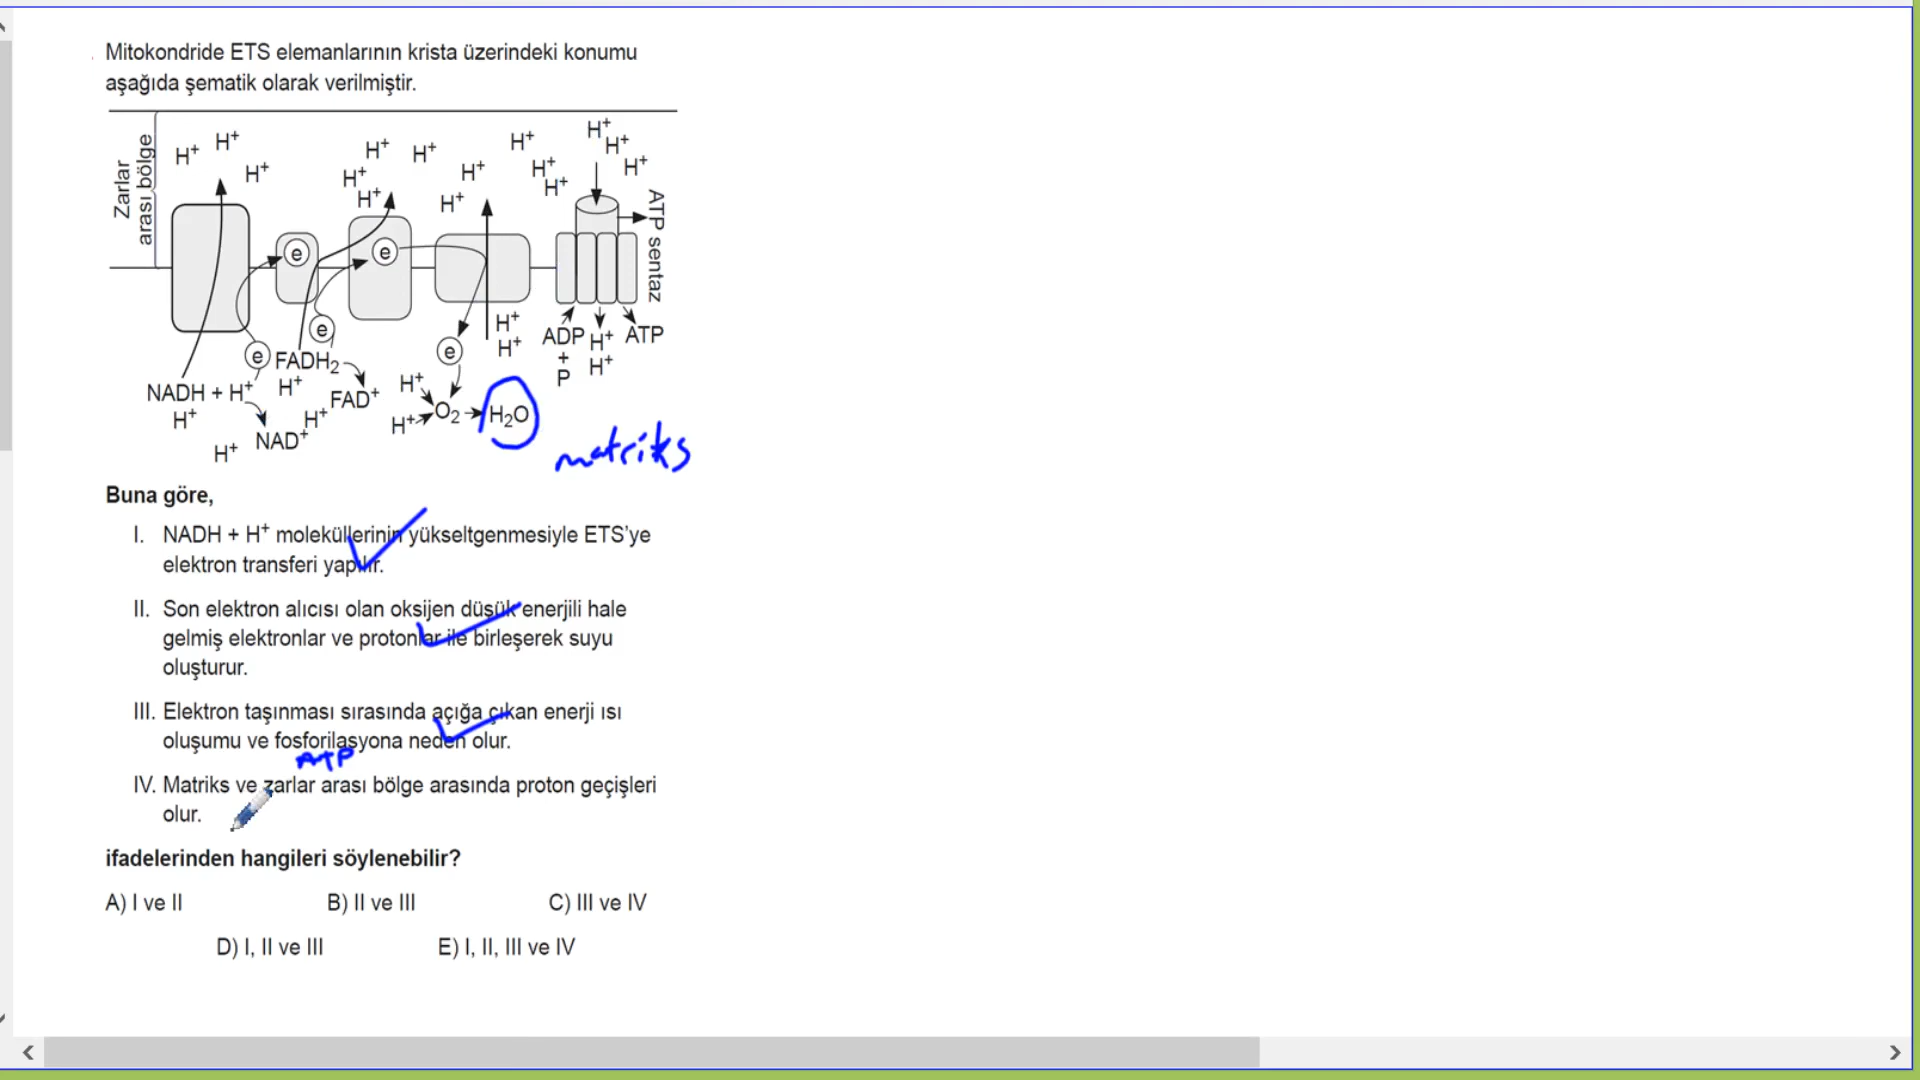 Mitokondride ETS elemanlarının krista üzerindeki konumu
aşağıda şematik olarak verilmiştir.
Zarlar
arası bölge
H⁺ H⁺ H⁺
H⁺ H⁺ H⁺ H⁺ H⁺ H⁺
H⁺ H⁺ H⁺
H⁺ H⁺ H⁺
ATP sentaz
e e
e e e
H⁺
H⁺
ADP
+
P
H⁺
H⁺
ATP
FADH₂
FAD⁺
NADH + H⁺
H⁺
H⁺
H⁺
H⁺
NAD⁺
H⁺
H⁺
O₂
H₂O
matriks
Buna göre,
I. NADH + H⁺ moleküllerinin yükseltgenmesiyle ETS'ye
elektron transferi yapılır.
II. Son elektron alıcısı olan oksijen düşük enerjili hale
gelmiş elektronlar ve protonlar ile birleşerek suyu
oluşturur.
III. Elektron taşınması sırasında açığa çıkan enerji ısı
oluşumu ve fosforilasyona neden olur.
ATP
IV. Matriks ve zarlar arası bölge arasında proton geçişleri
olur.
ifadelerinden hangileri söylenebilir?
A) I ve II B) II ve III C) III ve IV
D) I, II ve III E) I, II, III ve IV